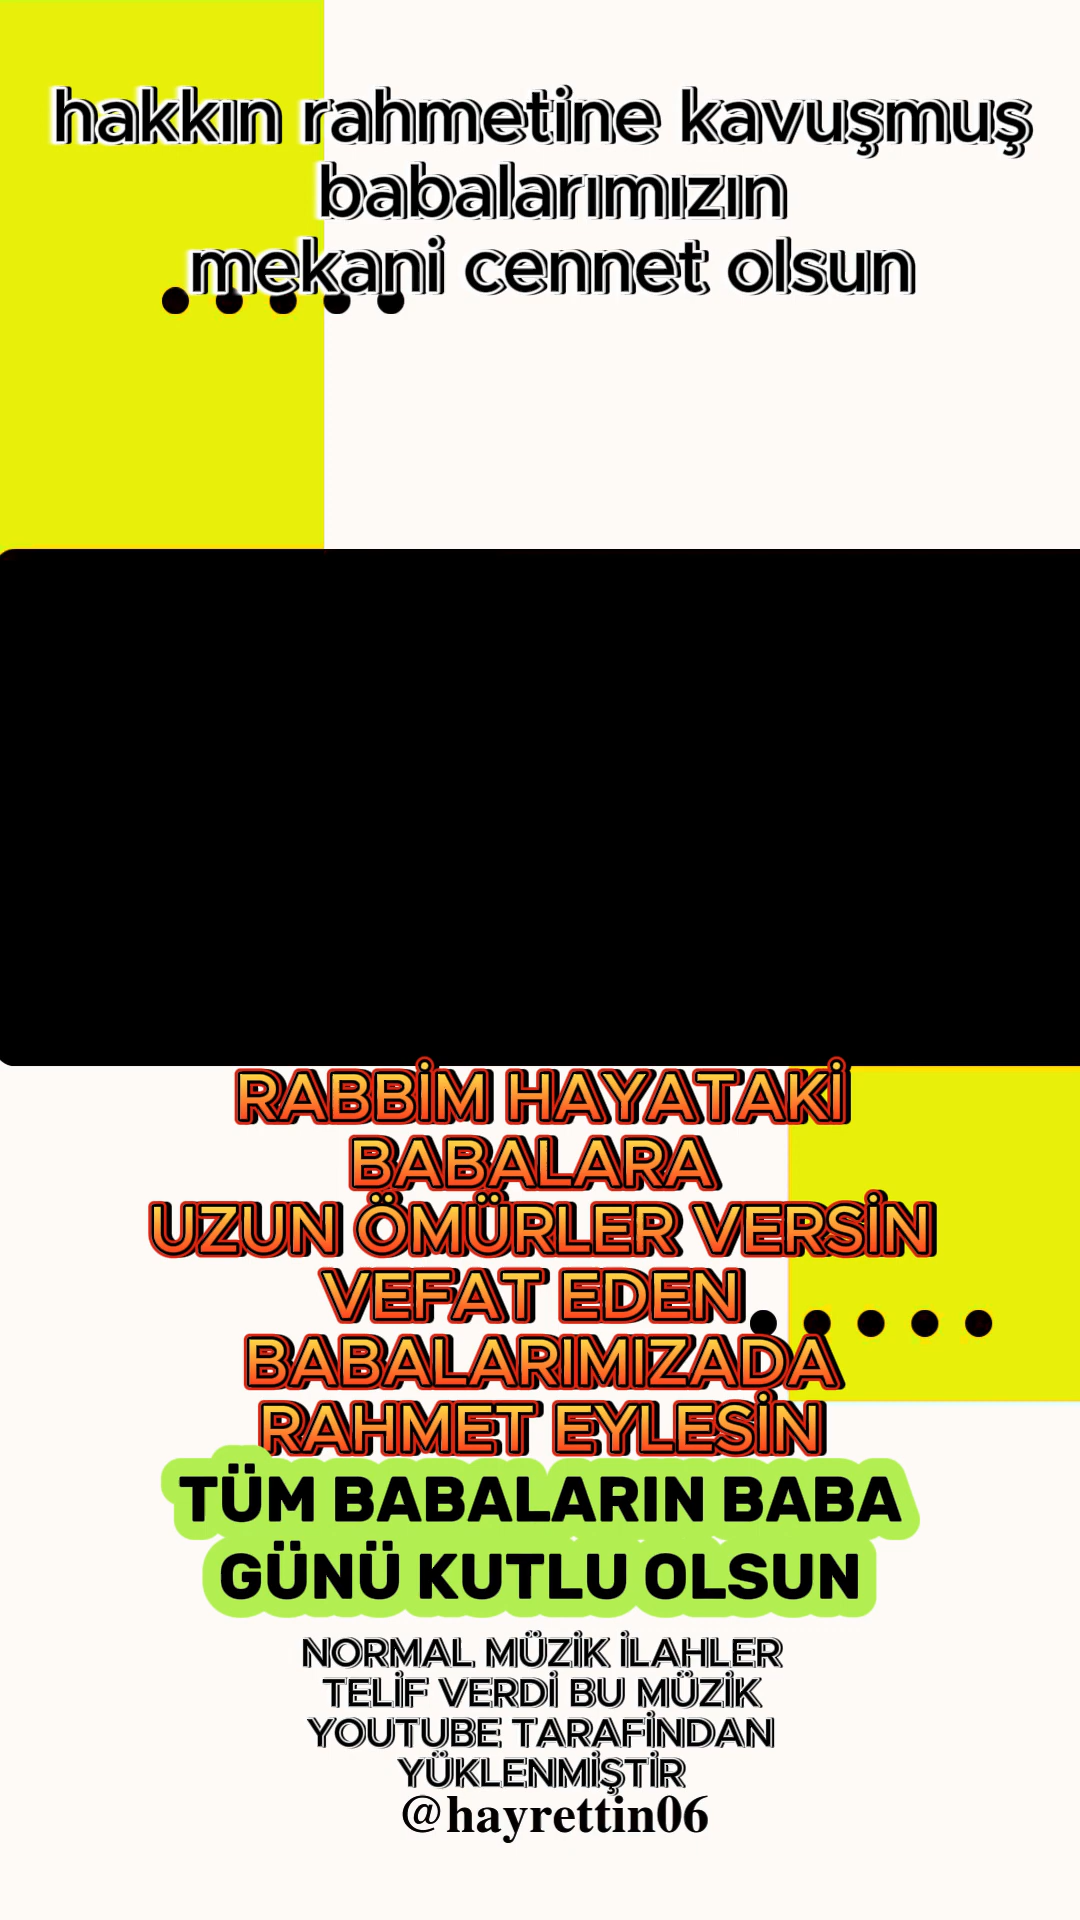 hakkın rahmetine kavuşmuş
babalarımızın
mekani cennet olsun
RABBİM HAYATAKİ
BABALARA
UZUN ÖMÜRLER VERSİN
VEFAT EDEN
BABALARIMIZADA
RAHMET EYLESİN
TÜM BABALARIN BABA
GÜNÜ KUTLU OLSUN
NORMAL MÜZİK İLAHLER
TELİF VERDİ BU MÜZİK
YOUTUBE TARAFİNDAN
YÜKLENMİŞTİR
@hayrettin06